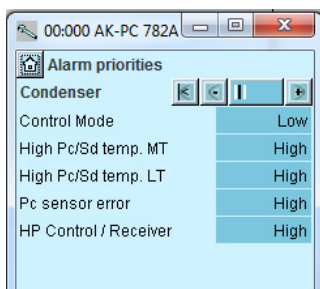 00:000 AK-PC 782A
Alarm priorities
Condenser
Control Mode Low
High Pc/Sd temp. MT High
High Pc/Sd temp. LT High
Pc sensor error High
HP Control / Receiver High